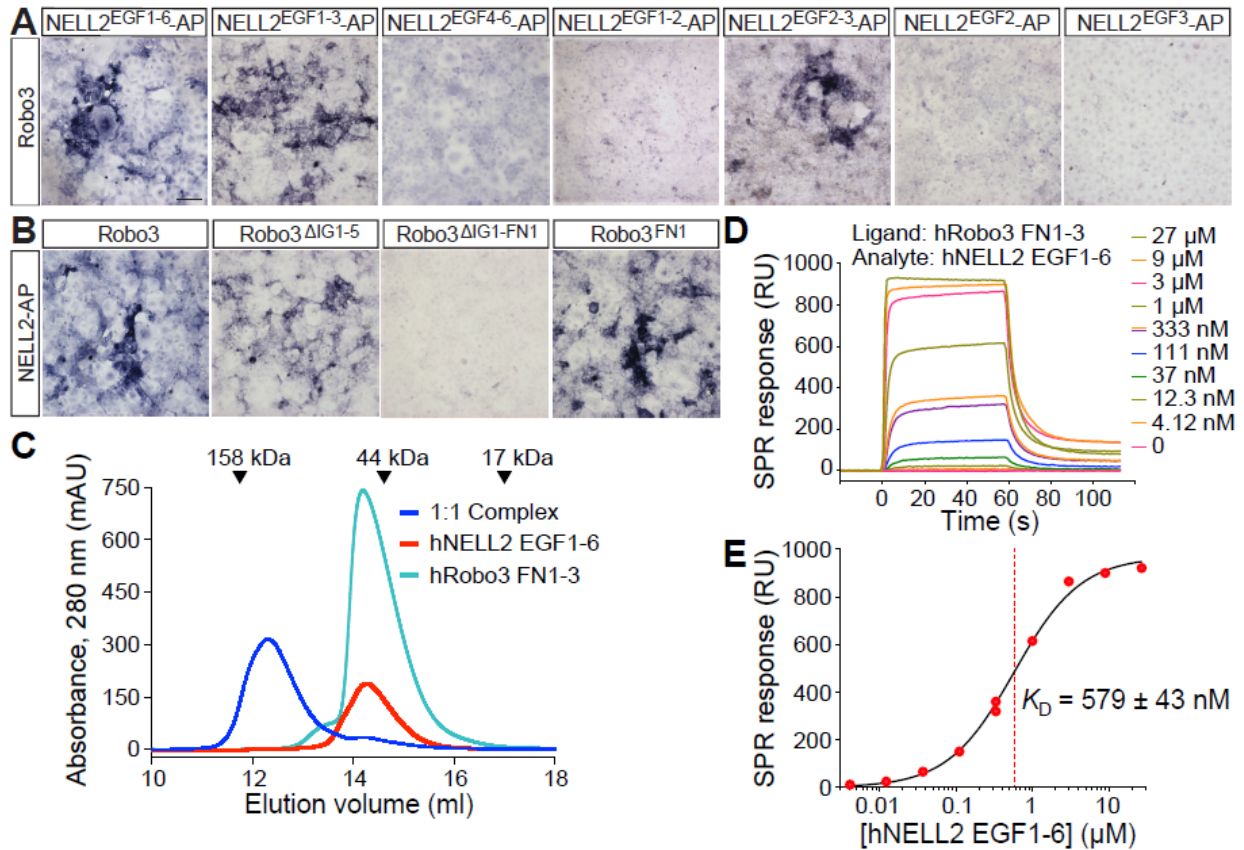 A
NELL2EGF1-6-AP NELL2EGF1-3-AP NELL2EGF4-6-AP NELL2EGF1-2-AP NELL2EGF2-3-AP NELL2EGF2-AP NELL2EGF3-AP
Robo3
B
Robo3 Robo3ΔIG1-5 Robo3ΔIG1-FN1 Robo3FN1
NELL2-AP
C
158 kDa 44 kDa 17 kDa
Absorbance, 280 nm (mAU)
750
600
450
300
150
0
1:1 Complex
hNELL2 EGF1-6
hRobo3 FN1-3
10 12 14 16 18
Elution volume (ml)
D
Ligand: hRobo3 FN1-3
Analyte: hNELL2 EGF1-6
SPR response (RU)
1000
800
600
400
200
0
0 20 40 60 80 100
Time (s)
27 µM
9 µM
3 µM
1 µM
333 nM
111 nM
37 nM
12.3 nM
4.12 nM
0
E
SPR response (RU)
1000
800
600
400
200
0
KD = 579 ± 43 nM
0.01 0.1 1 10
[hNELL2 EGF1-6] (µM)